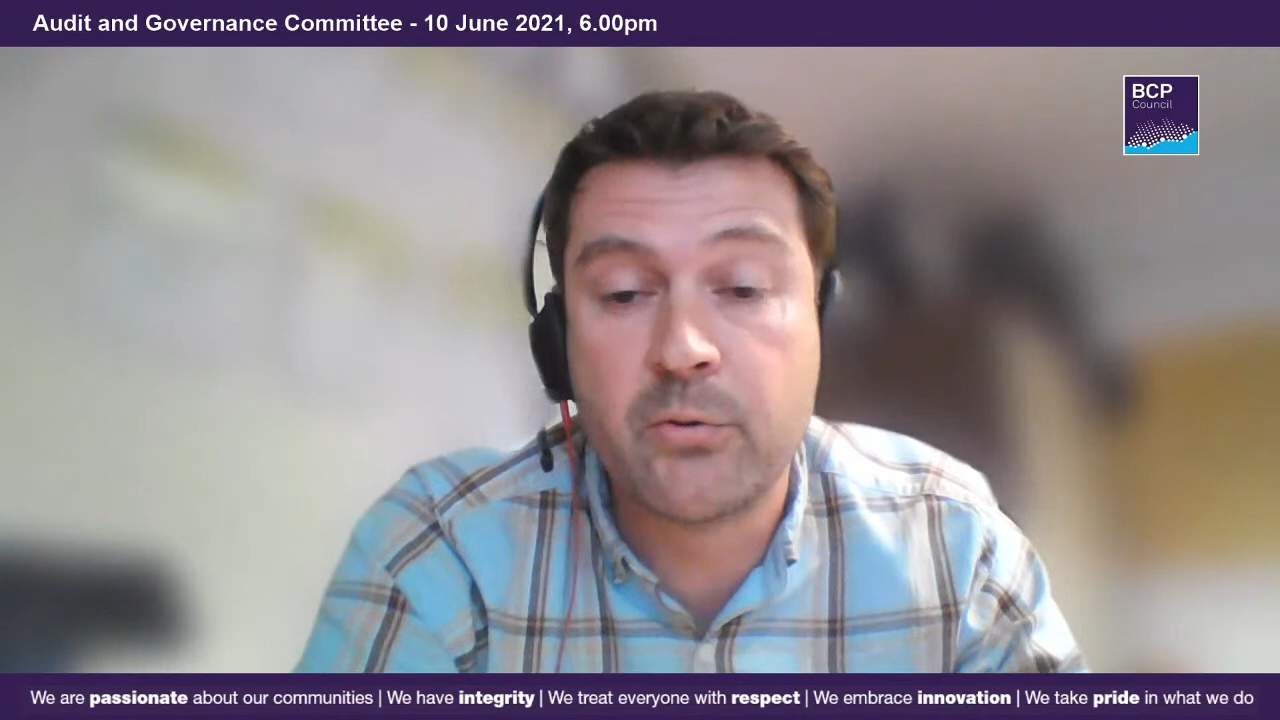 Audit and Governance Committee - 10 June 2021, 6.00pm
BCP
Council
We are passionate about our communities | We have integrity | We treat everyone with respect | We embrace innovation | We take pride in what we do